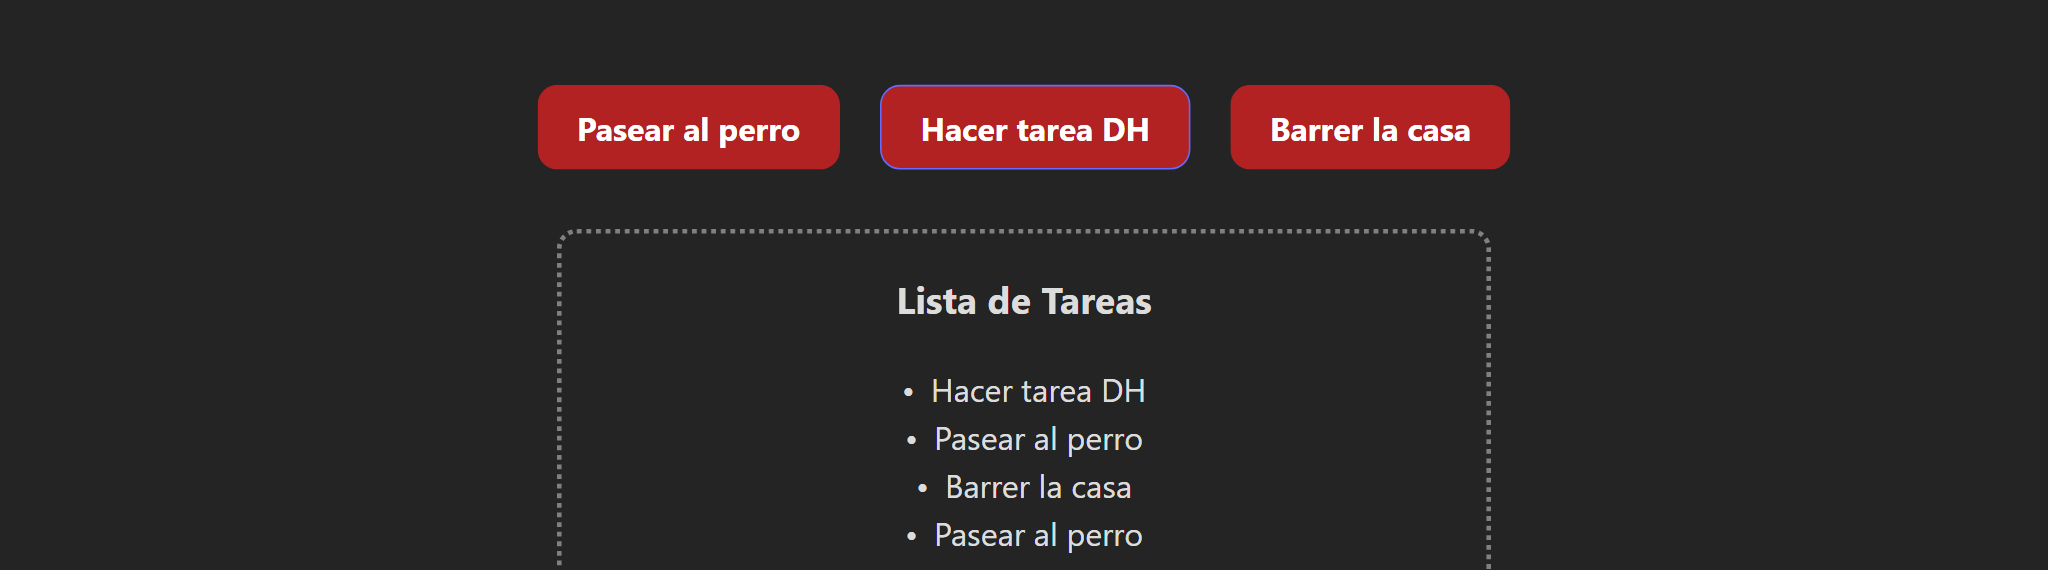 Pasear al perro
Hacer tarea DH
Barrer la casa
Lista de Tareas
• Hacer tarea DH
• Pasear al perro
• Barrer la casa
• Pasear al perro